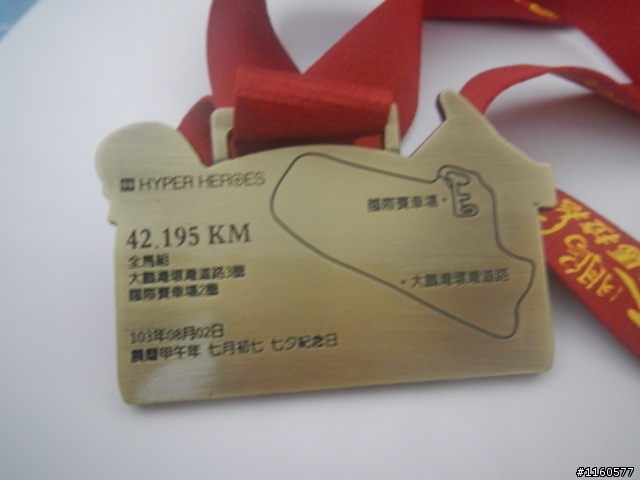 HYPER HEROES
42.195 KM
全馬組
大鵬灣環灣道路3圈
國際賽車場2圈
103年08月02日
農曆甲午年 七月初七 七夕紀念日
國際賽車場
大鵬灣環灣道路
#1160577